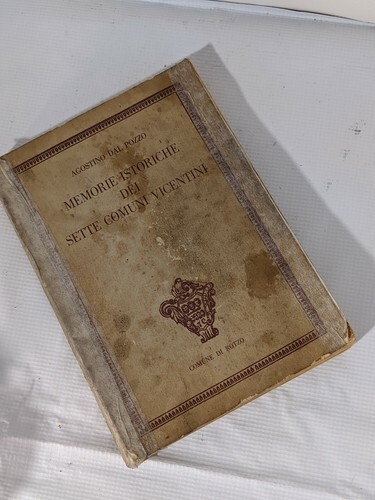 AGOSTINO DAL POZZO
MEMORIE ISTORICHE
DEI
SETTE COMUNI VICENTINI
COMUNE DI ROTZO